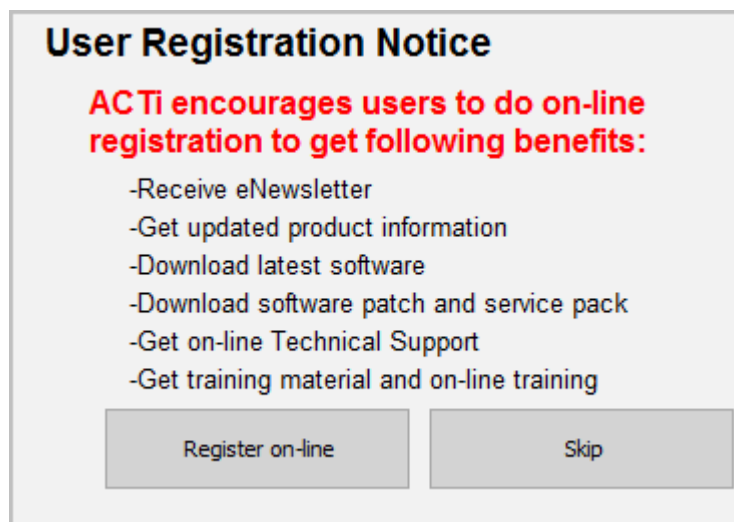 User Registration Notice
ACTi encourages users to do on-line
registration to get following benefits:
-Receive eNewsletter
-Get updated product information
-Download latest software
-Download software patch and service pack
-Get on-line Technical Support
-Get training material and on-line training
Register on-line
Skip